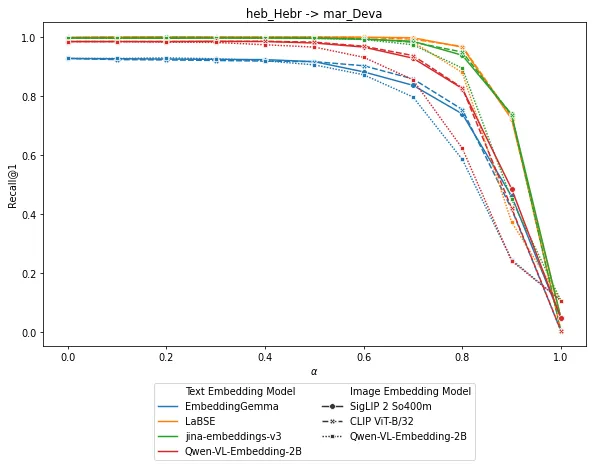 heb_Hebr -> mar_Deva
1.0
0.8
0.6
0.4
0.2
0.0
Recall@1
0.0 0.2 0.4 0.6 0.8 1.0
α
Text Embedding Model Image Embedding Model
EmbeddingGemma SigLIP 2 So400m
LaBSE CLIP ViT-B/32
jina-embeddings-v3 Qwen-VL-Embedding-2B
Qwen-VL-Embedding-2B